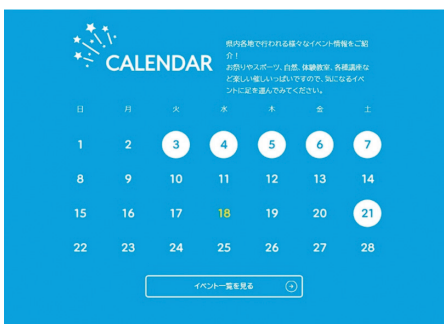 CALENDAR
県内各地で行われる様々なイベント情報をご紹
介！
お祭りやスポーツ、自然、体験教室、各種講座な
ど楽しい催しいっぱいですので、気になるイベ
ントに足を運んでみてください。
日 月 火 水 木 金 土
1 2 3 4 5 6 7
8 9 10 11 12 13 14
15 16 17 18 19 20 21
22 23 24 25 26 27 28
イベント一覧を見る